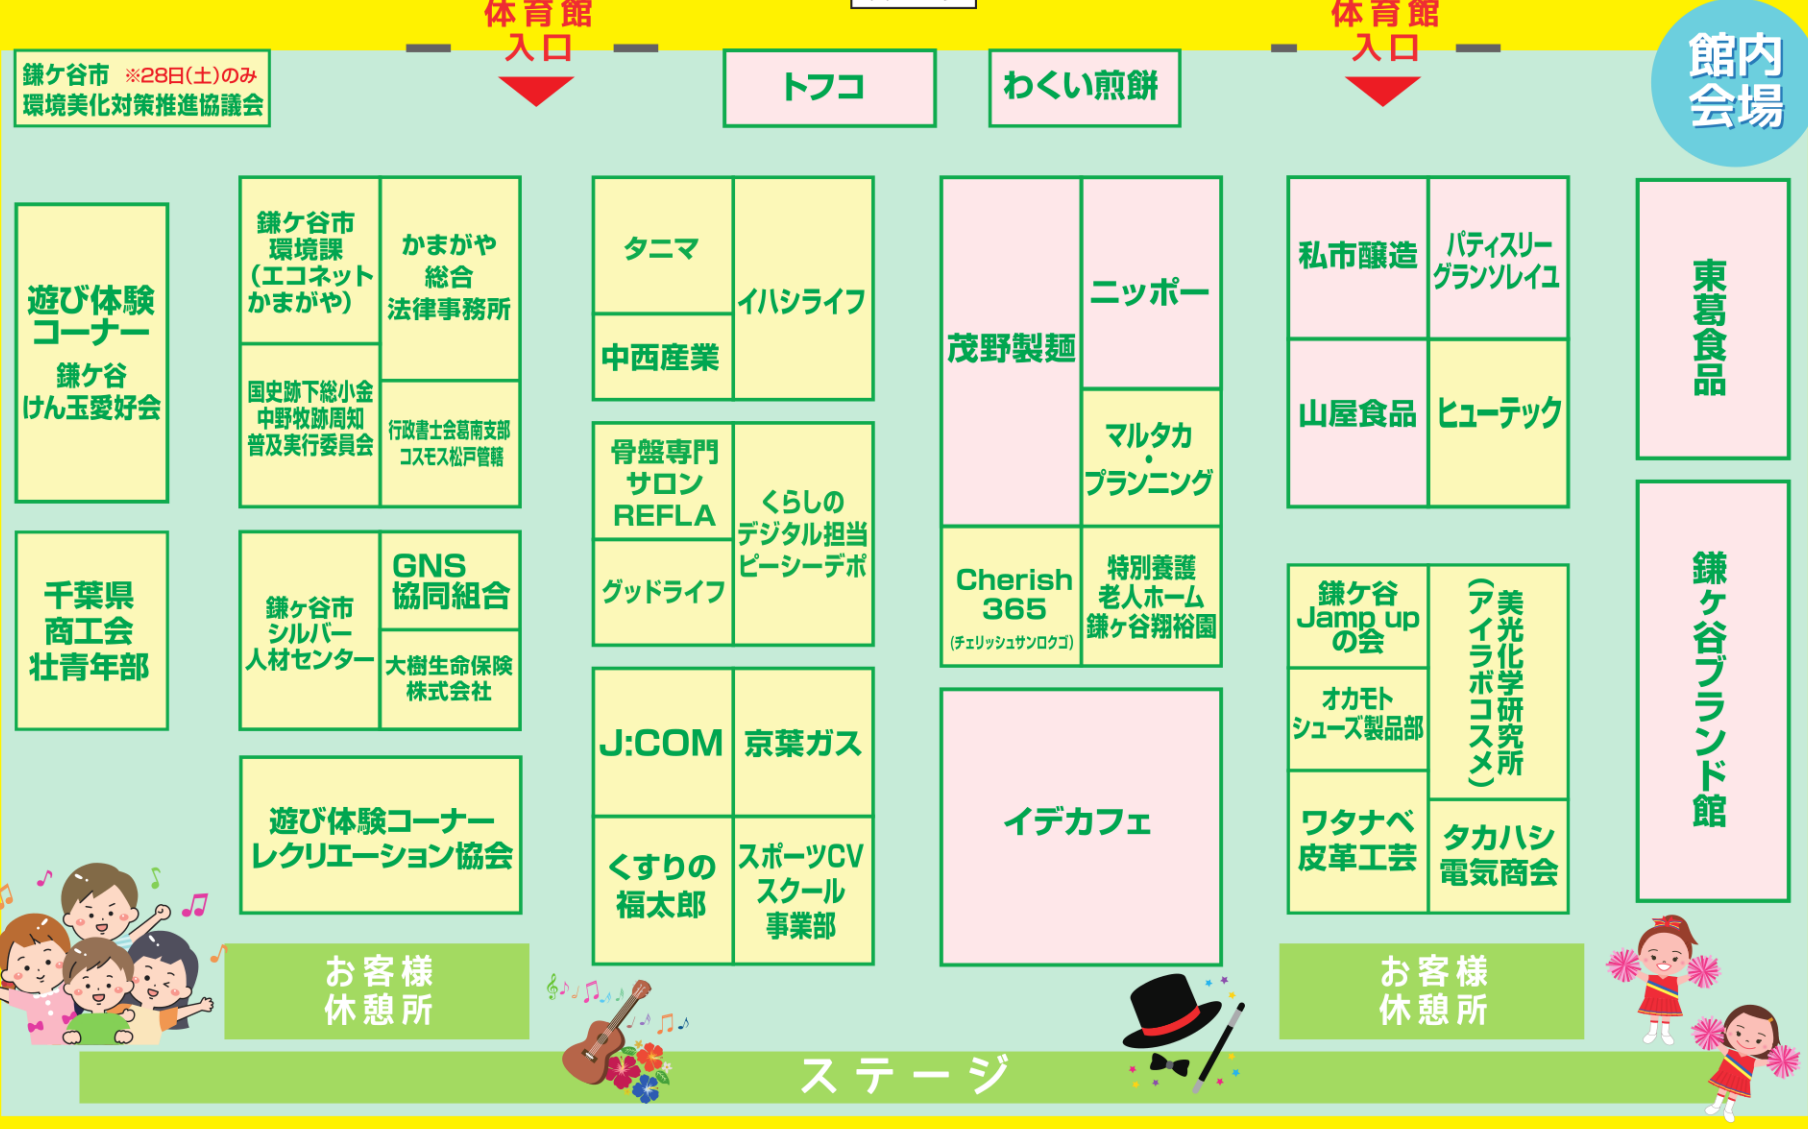 体育館
入口
体育館
入口
館内
会場
鎌ケ谷市 ※28日(土)のみ
環境美化対策推進協議会
トフコ
わくい煎餅
遊び体験
コーナー
鎌ケ谷
けん玉愛好会
千葉県
商工会
壮青年部
鎌ケ谷市
環境課
(エコネット
かまがや)
かまがや
総合
法律事務所
国史跡下総小金
中野牧跡周知
普及実行委員会
行政書士会葛南支部
コスモス松戸管轄
鎌ヶ谷市
シルバー
人材センター
GNS
協同組合
大樹生命保険
株式会社
遊び体験コーナー
レクリエーション協会
タニマ
イハシライフ
中西産業
骨盤専門
サロン
REFLA
くらしの
デジタル担当
ピーシーデポ
グッドライフ
J:COM
京葉ガス
くすりの
福太郎
スポーツCV
スクール
事業部
茂野製麺
ニッポー
マルタカ
・
プランニング
Cherish
365
(チェリッシュサンロクゴ)
特別養護
老人ホーム
鎌ヶ谷翔裕園
イデカフェ
私市醸造
パティスリー
グランソレイユ
山屋食品
ヒューテック
鎌ケ谷
Jamp up
の会
美光化学研究所
(アイラボコスメ)
オカモト
シューズ製品部
ワタナベ
皮革工芸
タカハシ
電気商会
東葛食品
鎌ヶ谷ブランド館
お客様
休憩所
お客様
休憩所
ステージ